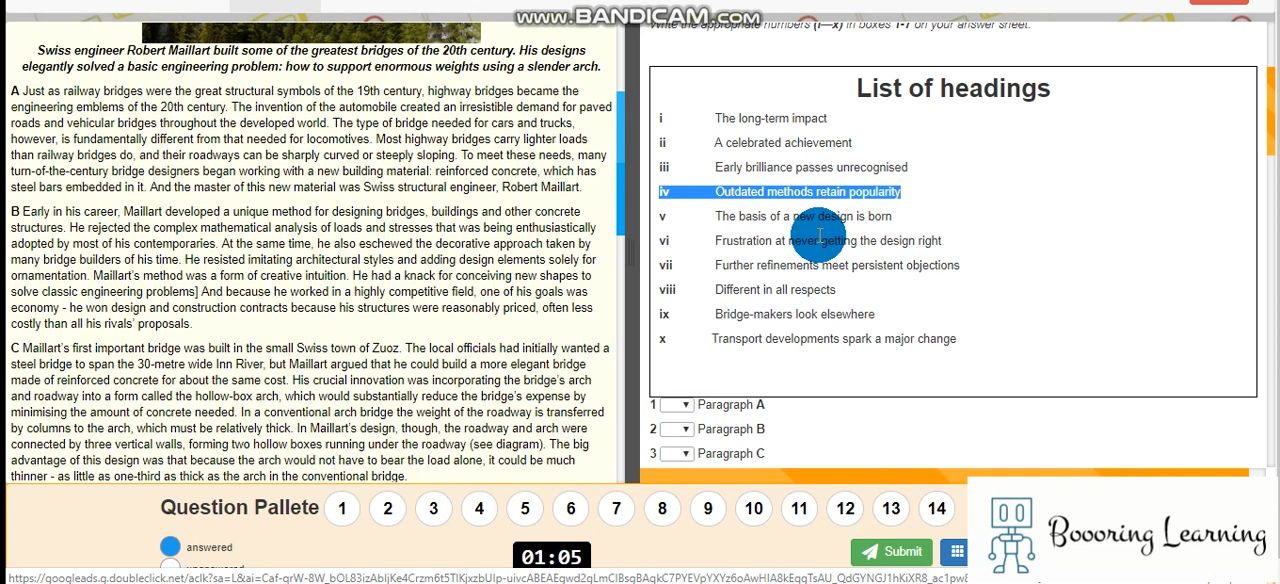 www.BANDICAM.com
Swiss engineer Robert Maillart built some of the greatest bridges of the 20th century. His designs
elegantly solved a basic engineering problem: how to support enormous weights using a slender arch.
A Just as railway bridges were the great structural symbols of the 19th century, highway bridges became the
engineering emblems of the 20th century. The invention of the automobile created an irresistible demand for paved
roads and vehicular bridges throughout the developed world. The type of bridge needed for cars and trucks,
however, is fundamentally different from that needed for locomotives. Most highway bridges carry lighter loads
than railway bridges do, and their roadways can be sharply curved or steeply sloping. To meet these needs, many
turn-of-the-century bridge designers began working with a new building material: reinforced concrete, which has
steel bars embedded in it. And the master of this new material was Swiss structural engineer, Robert Maillart.
B Early in his career, Maillart developed a unique method for designing bridges, buildings and other concrete
structures. He rejected the complex mathematical analysis of loads and stresses that was being enthusiastically
adopted by most of his contemporaries. At the same time, he also eschewed the decorative approach taken by
many bridge builders of his time. He resisted imitating architectural styles and adding design elements solely for
ornamentation. Maillart's method was a form of creative intuition. He had a knack for conceiving new shapes to
solve classic engineering problems] And because he worked in a highly competitive field, one of his goals was
economy - he won design and construction contracts because his structures were reasonably priced, often less
costly than all his rivals' proposals.
C Maillart's first important bridge was built in the small Swiss town of Zuoz. The local officials had initially wanted a
steel bridge to span the 30-metre wide Inn River, but Maillart argued that he could build a more elegant bridge
made of reinforced concrete for about the same cost. His crucial innovation was incorporating the bridge's arch
and roadway into a form called the hollow-box arch, which would substantially reduce the bridge's expense by
minimising the amount of concrete needed. In a conventional arch bridge the weight of the roadway is transferred
by columns to the arch, which must be relatively thick. In Maillart's design, though, the roadway and arch were
connected by three vertical walls, forming two hollow boxes running under the roadway (see diagram). The big
advantage of this design was that because the arch would not have to bear the load alone, it could be much
thinner - as little as one-third as thick as the arch in the conventional bridge.
Write the appropriate numbers (i-x) in boxes 1-7 on your answer sheet.
List of headings
i The long-term impact
ii A celebrated achievement
iii Early brilliance passes unrecognised
iv Outdated methods retain popularity
v The basis of a new design is born
vi Frustration at never getting the design right
vii Further refinements meet persistent objections
viii Different in all respects
ix Bridge-makers look elsewhere
x Transport developments spark a major change
1 Paragraph A
2 Paragraph B
3 Paragraph C
Question Pallete 1 2 3 4 5 6 7 8 9 10 11 12 13 14
answered
01:05
Submit
Boooring Learning